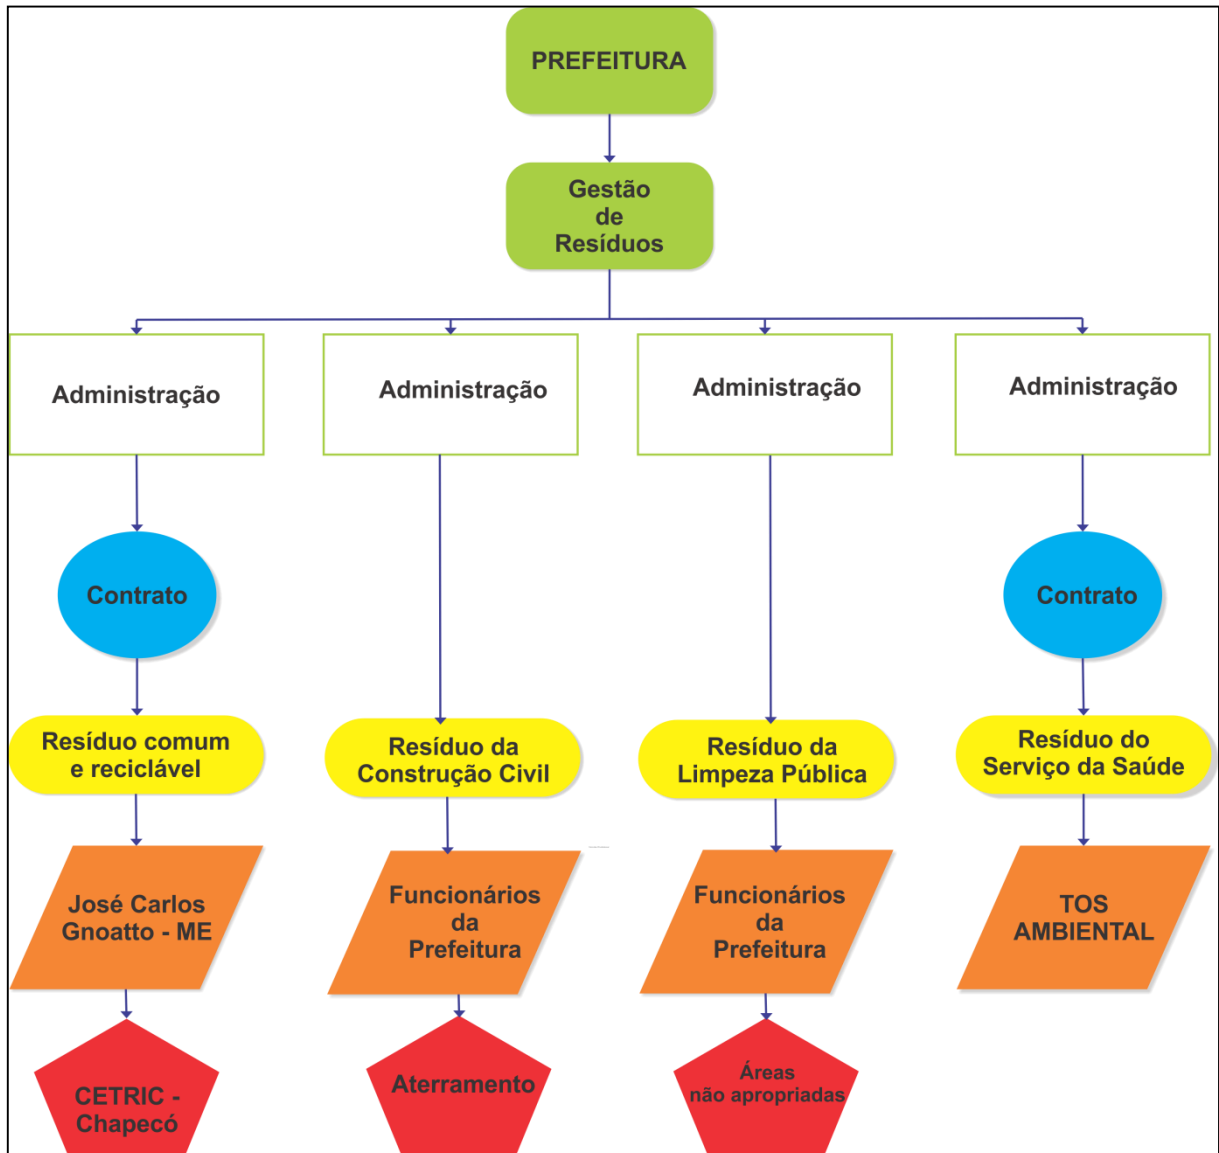 PREFEITURA
Gestão
de
Resíduos
Administração
Administração
Administração
Administração
Contrato
Contrato
Resíduo comum
e reciclável
Resíduo da
Construção Civil
Resíduo da
Limpeza Pública
Resíduo do
Serviço da Saúde
José Carlos
Gnoatto - ME
Funcionários
da
Prefeitura
Funcionários
da
Prefeitura
TOS
AMBIENTAL
CETRIC -
Chapecó
Aterramento
Áreas
não apropriadas